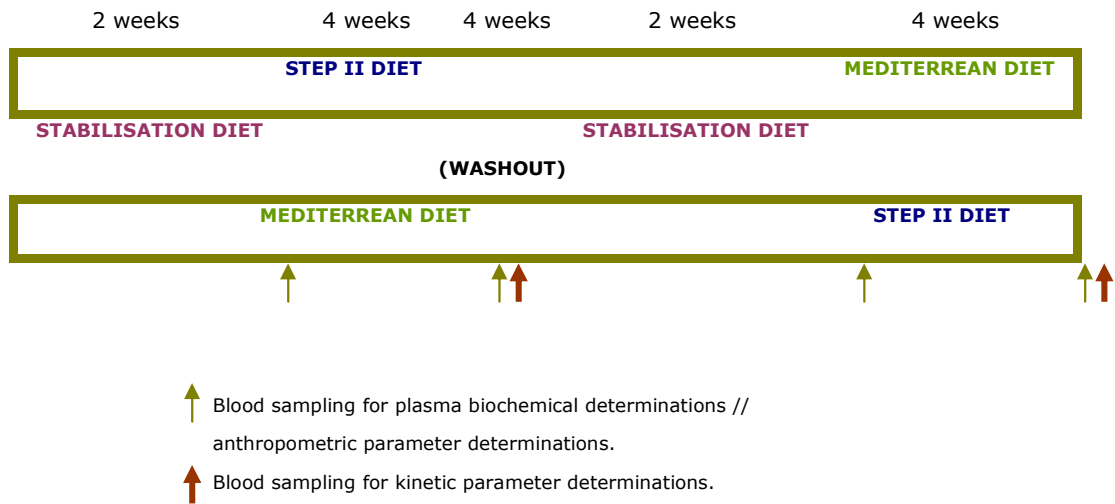 2 weeks 4 weeks 4 weeks 2 weeks 4 weeks
STEP II DIET MEDITERREAN DIET
STABILISATION DIET STABILISATION DIET
(WASHOUT)
MEDITERREAN DIET STEP II DIET
Blood sampling for plasma biochemical determinations //
anthropometric parameter determinations.
Blood sampling for kinetic parameter determinations.